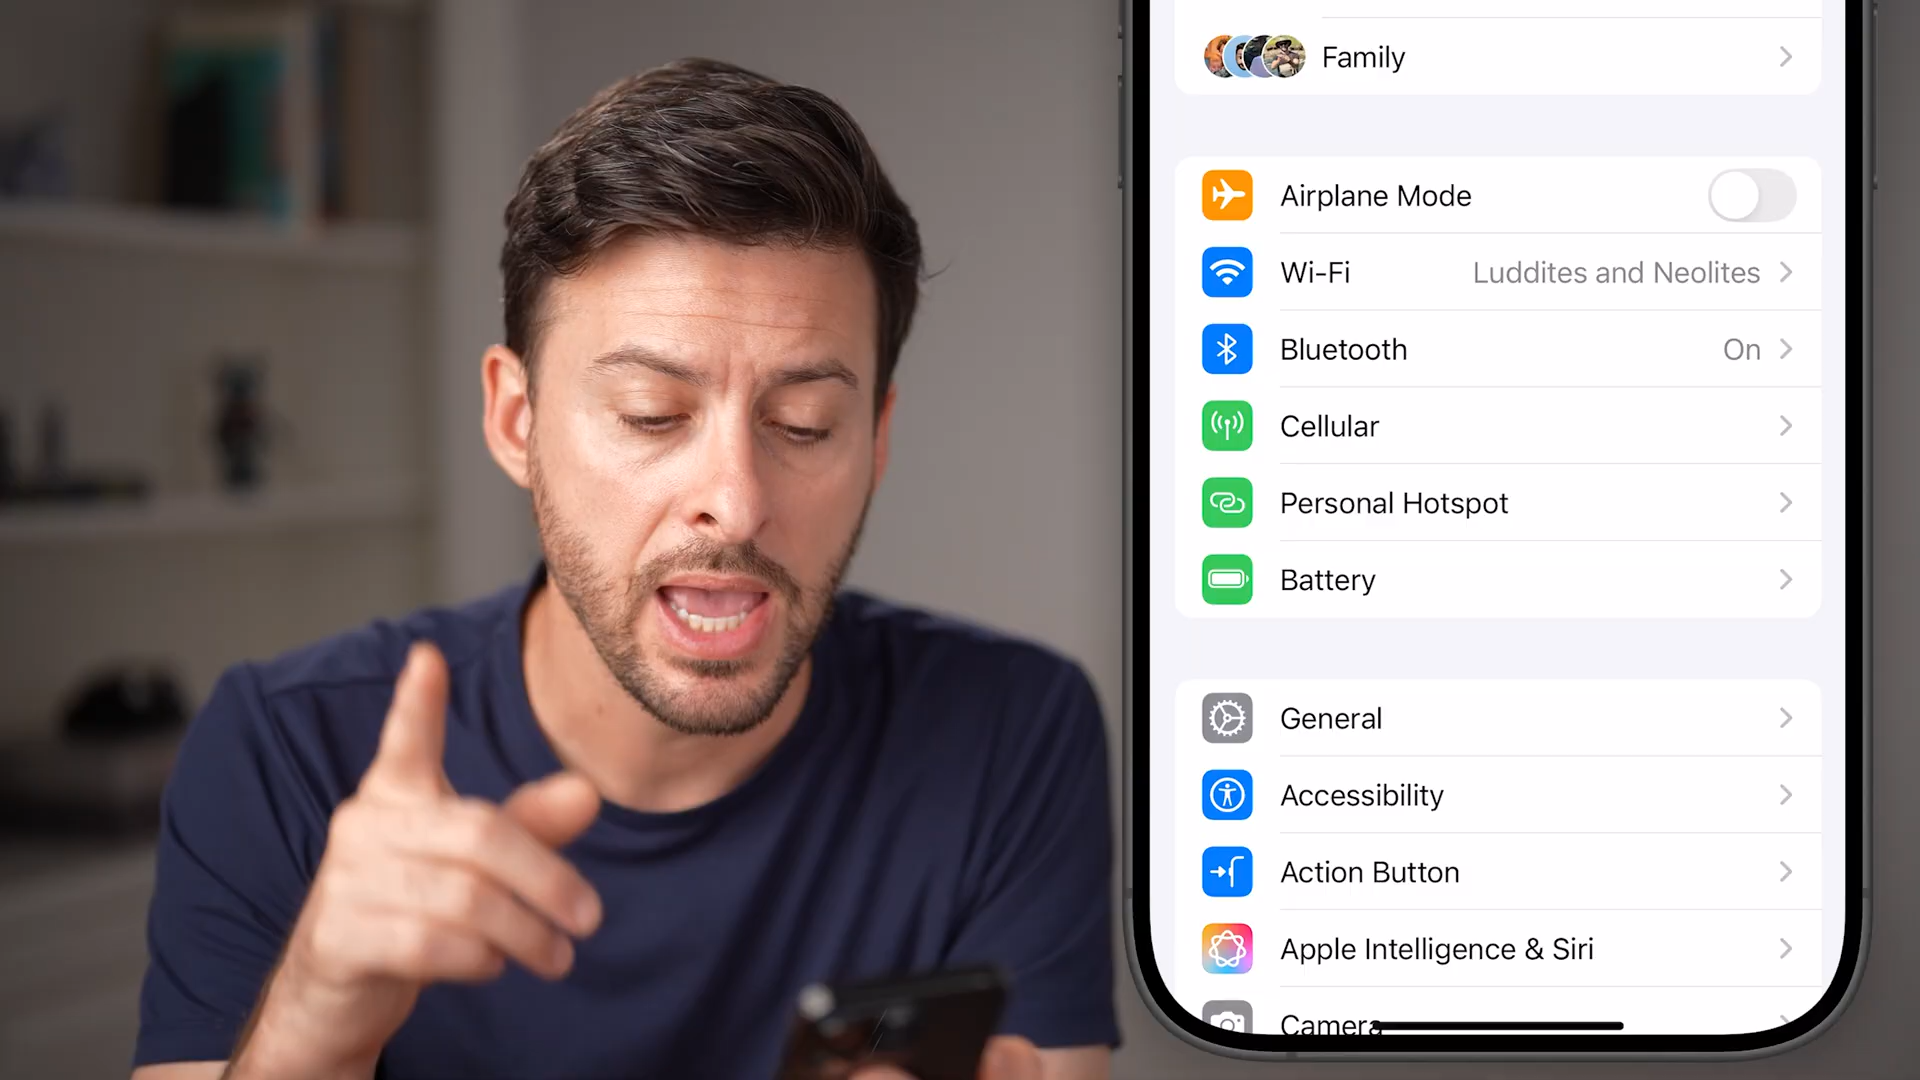 Family
Airplane Mode
Wi-Fi Luddites and Neolites
Bluetooth On
Cellular
Personal Hotspot
Battery
General
Accessibility
Action Button
Apple Intelligence & Siri
Camera